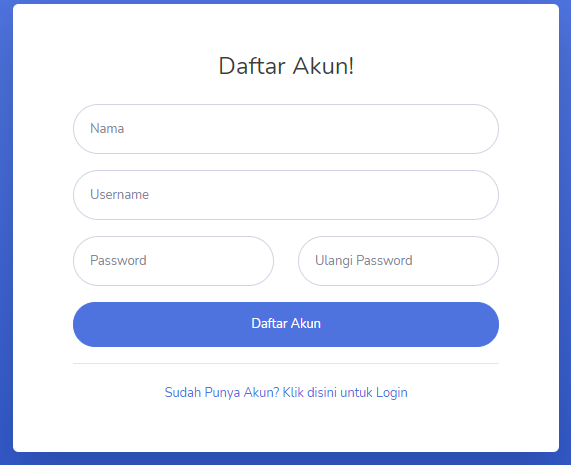 Daftar Akun!
Nama
Username
Password
Ulangi Password
Daftar Akun
Sudah Punya Akun? Klik disini untuk Login